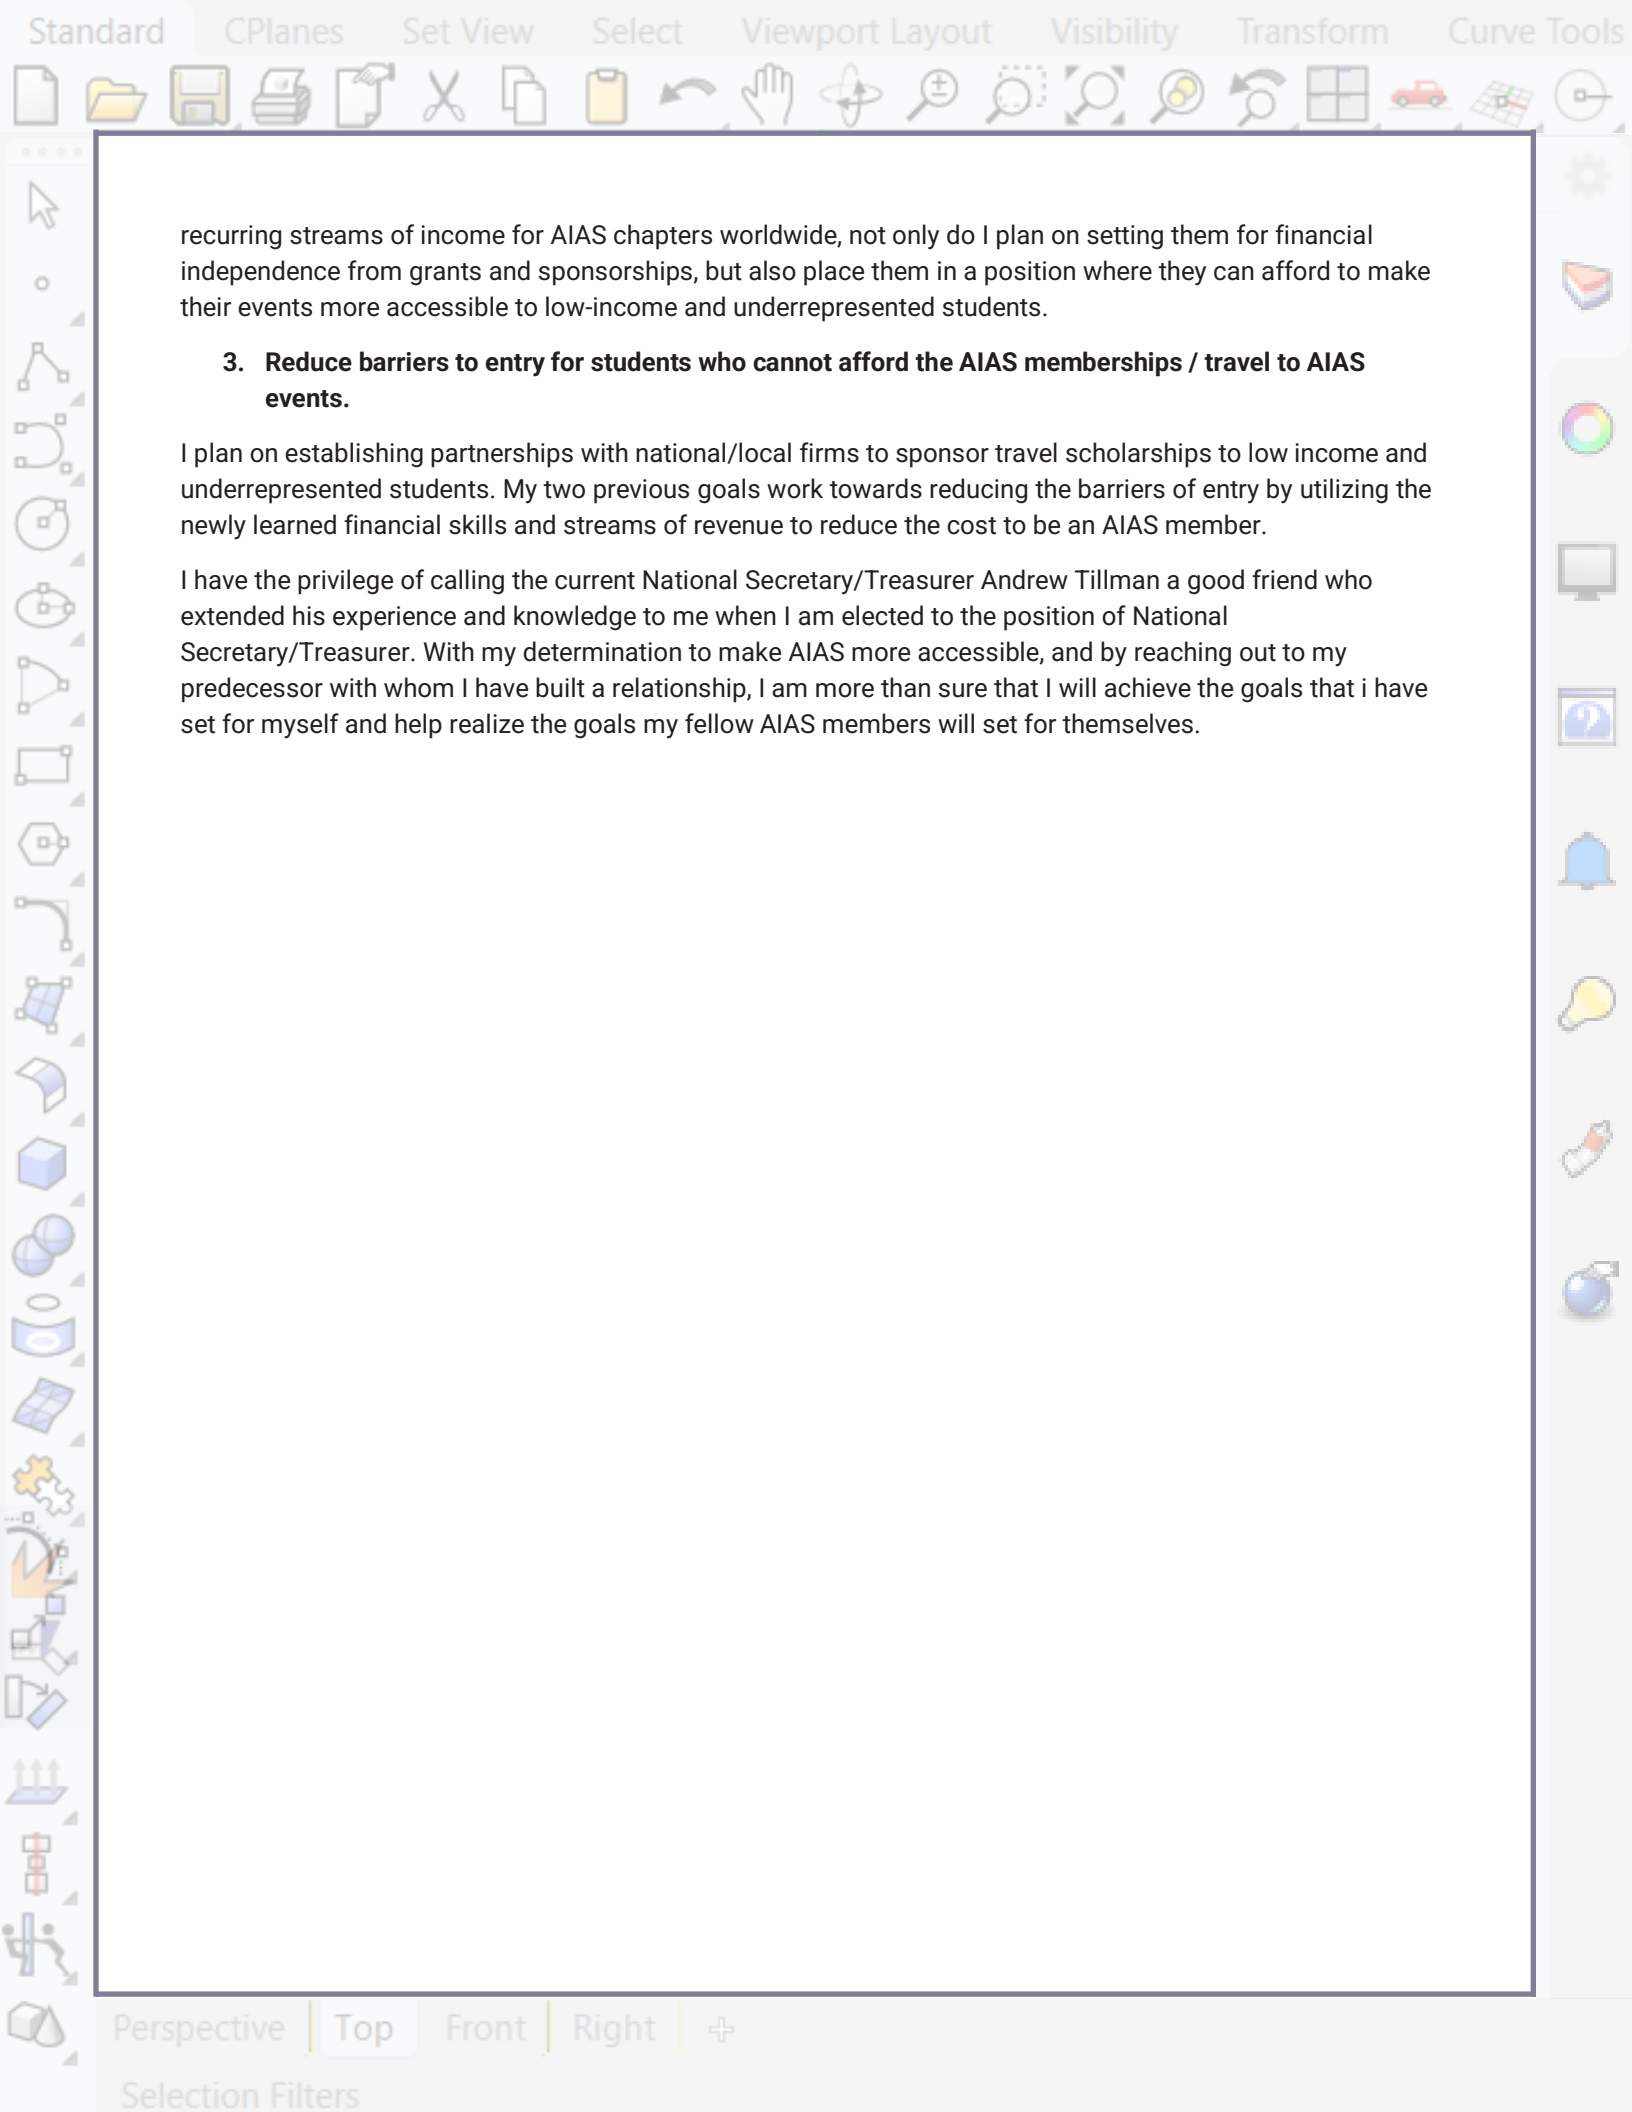 Standard CPlanes Set View Select Viewport Layout Visibility Transform Curve Tools
recurring streams of income for AIAS chapters worldwide, not only do I plan on setting them for financial
independence from grants and sponsorships, but also place them in a position where they can afford to make
their events more accessible to low-income and underrepresented students.
3. Reduce barriers to entry for students who cannot afford the AIAS memberships / travel to AIAS
events.
I plan on establishing partnerships with national/local firms to sponsor travel scholarships to low income and
underrepresented students. My two previous goals work towards reducing the barriers of entry by utilizing the
newly learned financial skills and streams of revenue to reduce the cost to be an AIAS member.
I have the privilege of calling the current National Secretary/Treasurer Andrew Tillman a good friend who
extended his experience and knowledge to me when I am elected to the position of National
Secretary/Treasurer. With my determination to make AIAS more accessible, and by reaching out to my
predecessor with whom I have built a relationship, I am more than sure that I will achieve the goals that i have
set for myself and help realize the goals my fellow AIAS members will set for themselves.
Perspective Top Front Right
Selection Filters